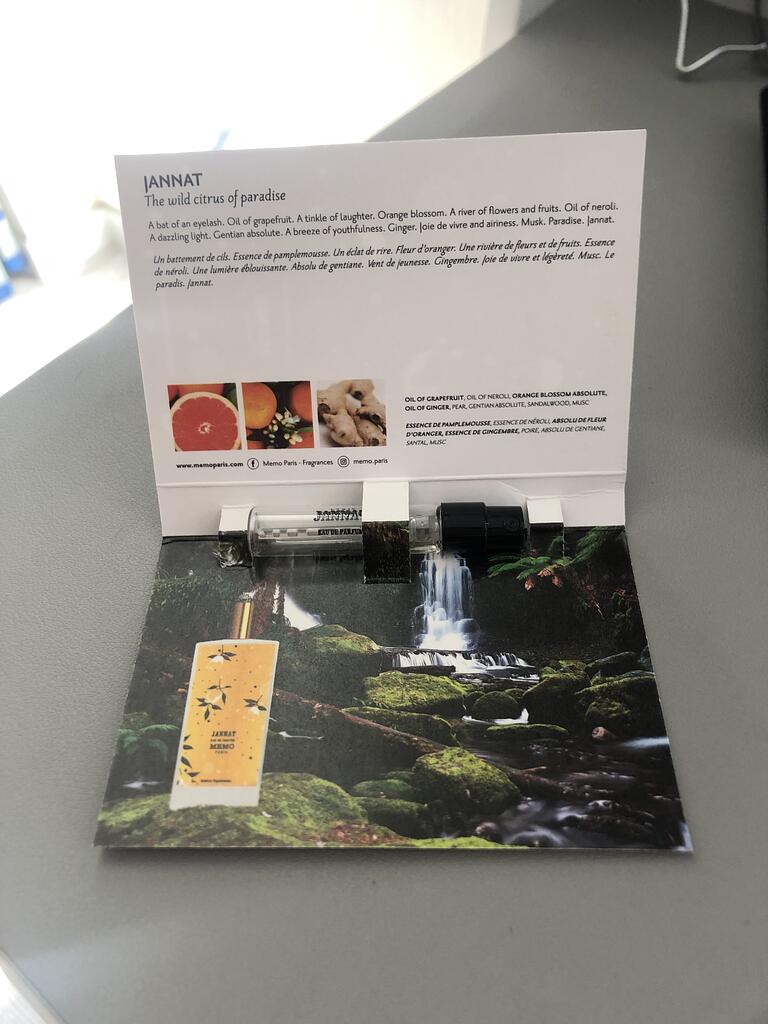 JANNAT
The wild citrus of paradise
A bat of an eyelash. Oil of grapefruit. A tinkle of laughter. Orange blossom. A river of flowers and fruits. Oil of neroli.
A dazzling light. Gentian absolute. A breeze of youthfulness. Ginger. Joie de vivre and airiness. Musk. Paradise. Jannat.
Un battement de cils. Essence de pamplemousse. Un éclat de rire. Fleur d'oranger. Une rivière de fleurs et de fruits. Essence
de néroli. Une lumière éblouissante. Absolu de gentiane. Vent de jeunesse. Gingembre. Joie de vivre et légèreté. Musc. Le
paradis. Jannat.
OIL OF GRAPEFRUIT, OIL OF NEROLI, ORANGE BLOSSOM ABSOLUTE,
OIL OF GINGER, PEAR, GENTIAN ABSOLUTE, SANDALWOOD, MUSC
ESSENCE DE PAMPLEMOUSSE, ESSENCE DE NÉROLI, ABSOLU DE FLEUR
D'ORANGER, ESSENCE DE GINGEMBRE, POIRE, ABSOLU DE GENTIANE,
SANTAL, MUSC
www.memoparis.com f Memo Paris - Fragrances memo.paris
JANNA
EAU DE PARFUM
JANNAT
EAU DE PARFUM
MEMO
PARIS